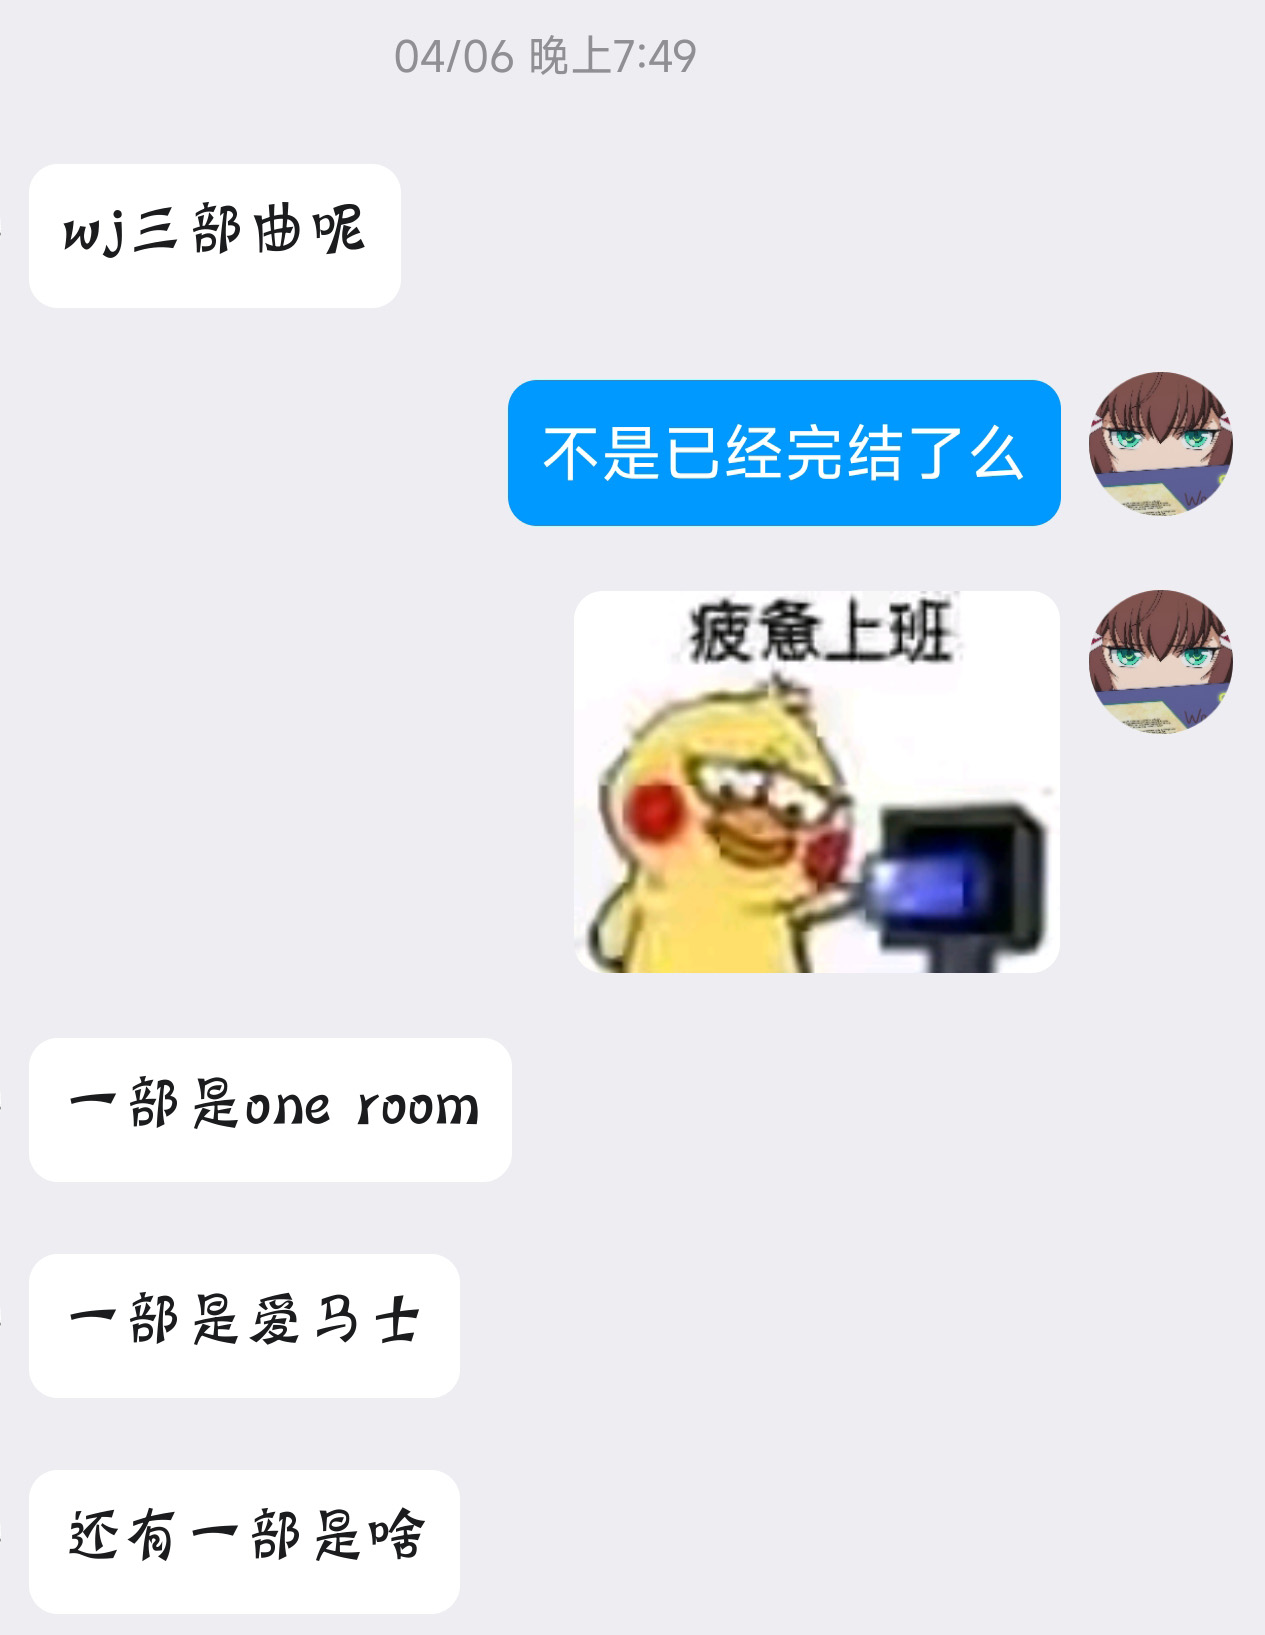 04/06 晚上7:49
wj三部曲呢
不是已经完结了么
疲惫上班
一部是one room
一部是爱马士
还有一部是啥